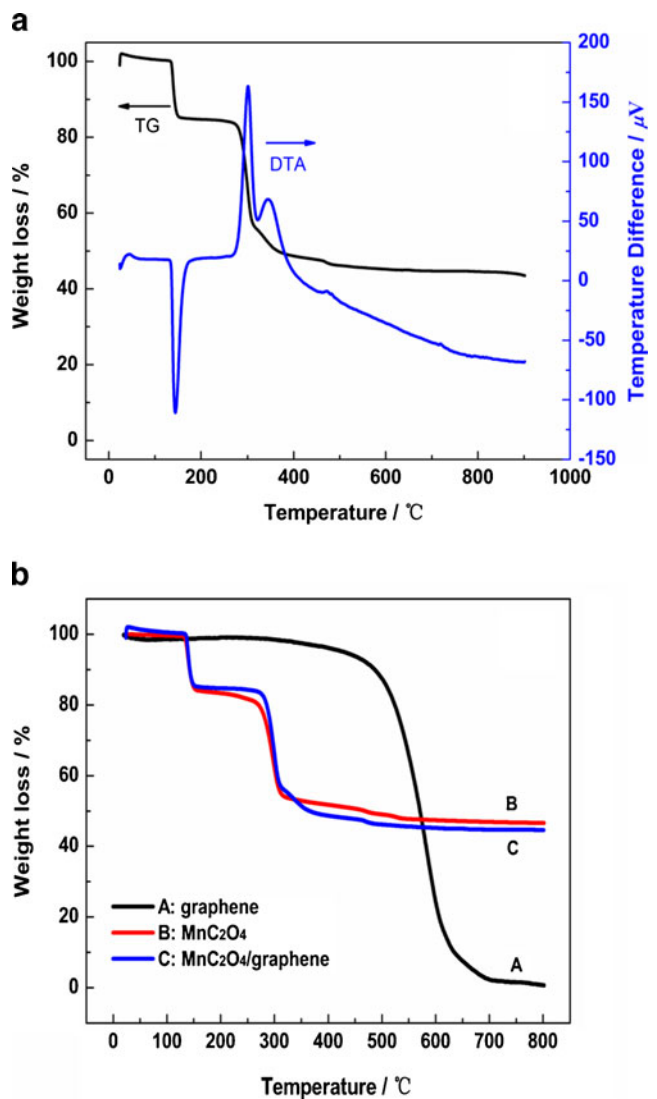 a
200
100
150
80
TG
DTA
100
60
50
40
0
-50
20
-100
0
-150
0 200 400 600 800 1000
Weight loss / %
Temperature Difference / μV
Temperature / ℃
b
100
80
60
B
40
C
A: graphene
20
B: MnC₂O₄
C: MnC₂O₄/graphene
A
0
0 100 200 300 400 500 600 700 800
Weight loss / %
Temperature / ℃